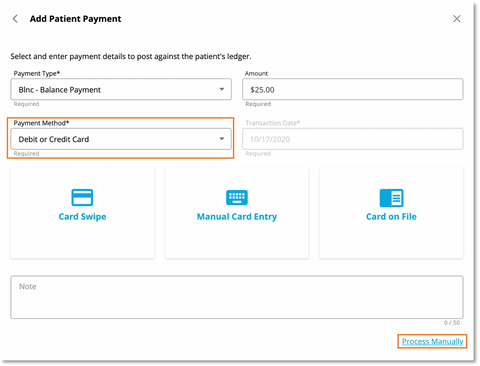 Add Patient Payment
Select and enter payment details to post against the patient's ledger.
Payment Type*
Blnc - Balance Payment
Required
Amount
$25.00
Required
Payment Method*
Debit or Credit Card
Required
Transaction Date*
10/17/2020
Required
Card Swipe
Manual Card Entry
Card on File
Note
0 / 50
Process Manually